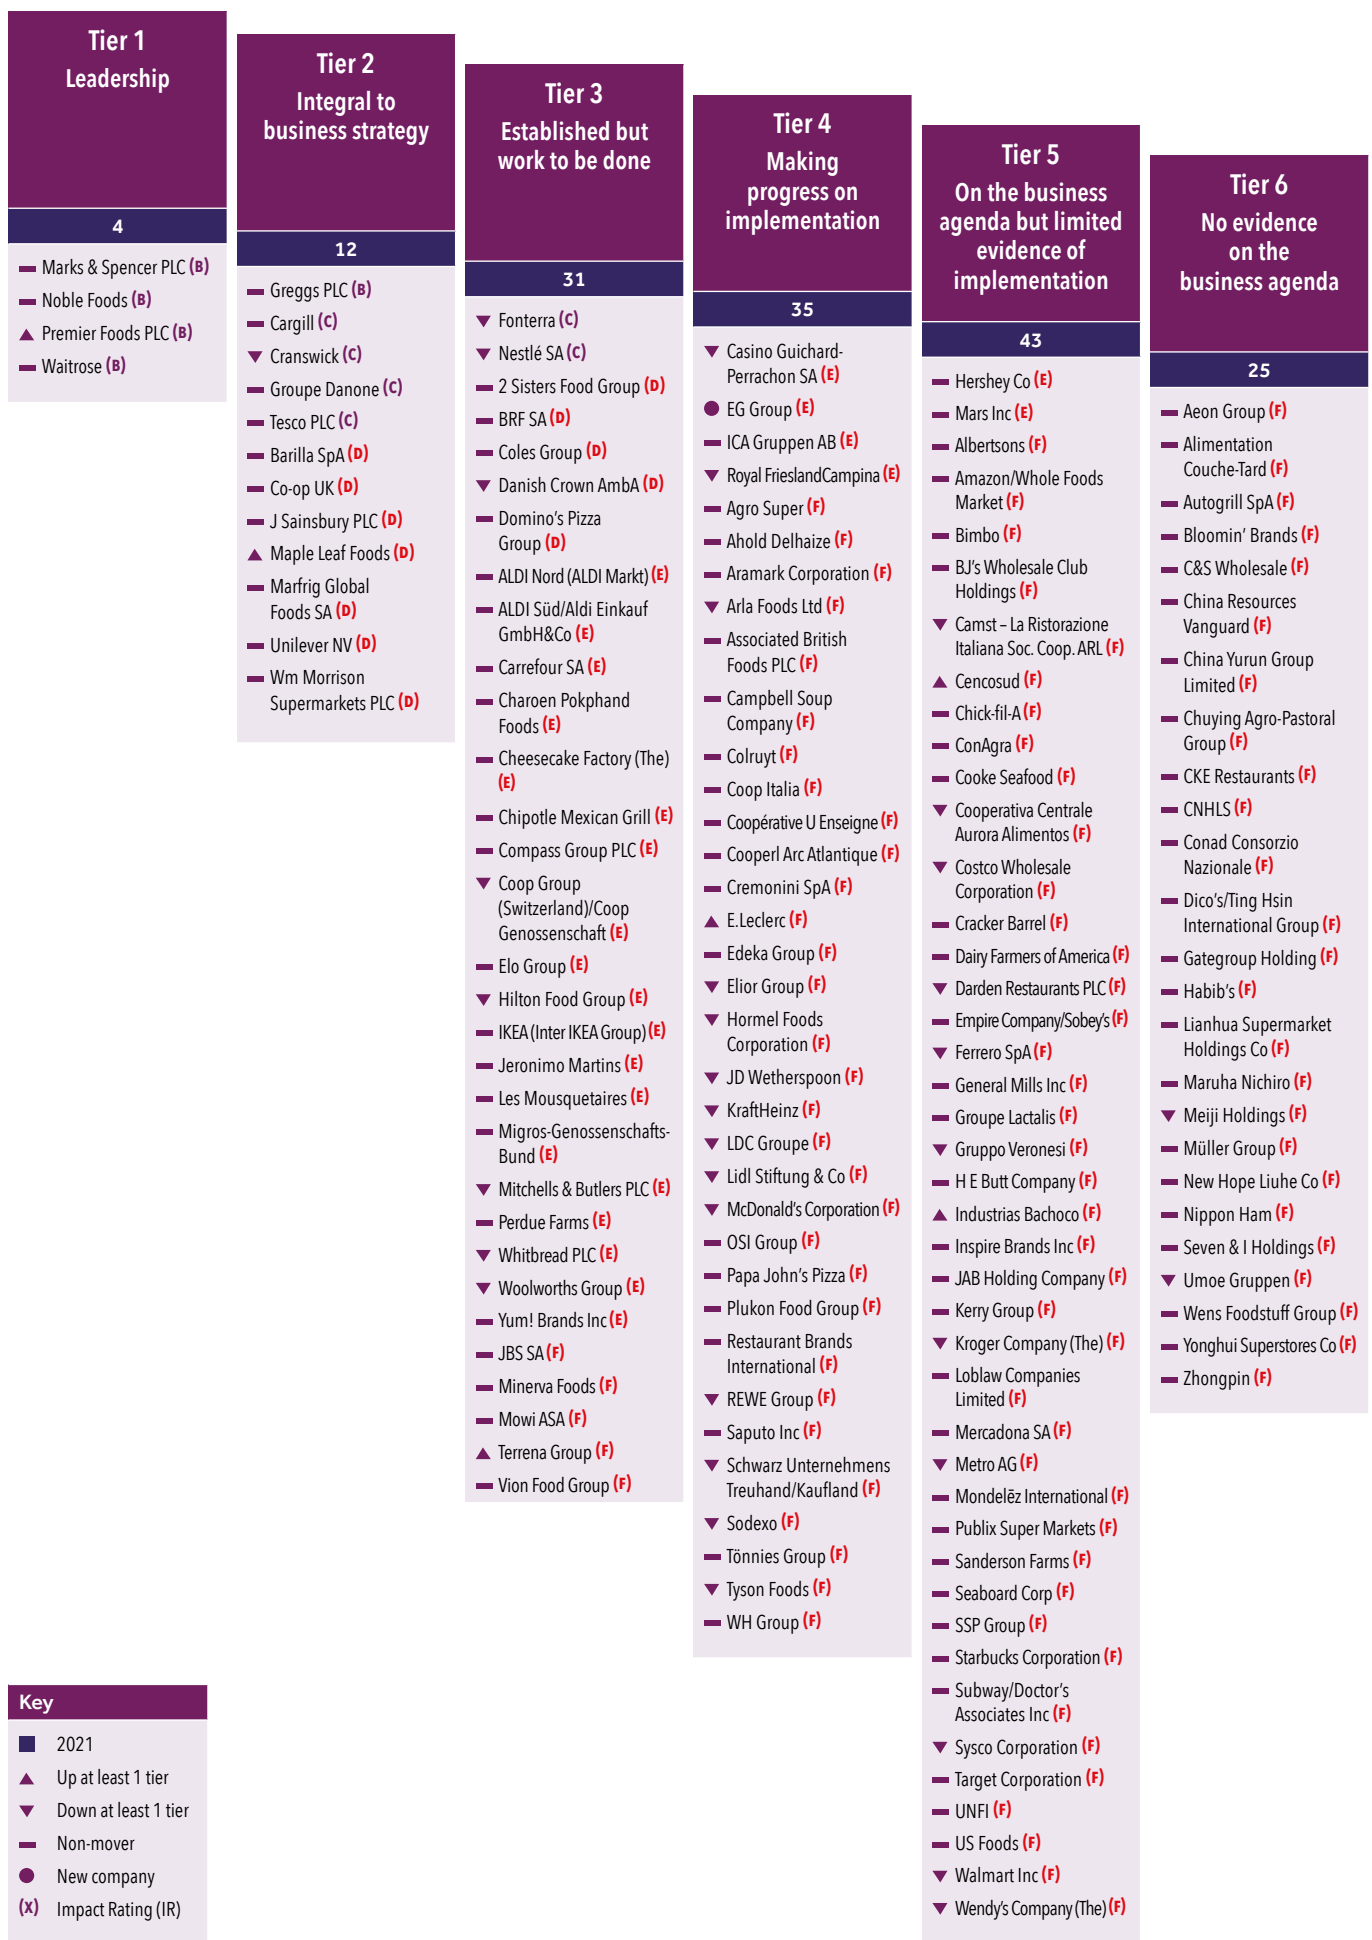 Tier 1
Leadership
4
Marks & Spencer PLC (B)
Noble Foods (B)
Premier Foods PLC (B)
Waitrose (B)
Tier 2
Integral to
business strategy
12
Greggs PLC (B)
Cargill (C)
Cranswick (C)
Groupe Danone (C)
Tesco PLC (C)
Barilla SpA (D)
Co-op UK (D)
J Sainsbury PLC (D)
Maple Leaf Foods (D)
Marfrig Global
Foods SA (D)
Unilever NV (D)
Wm Morrison
Supermarkets PLC (D)
Tier 3
Established but
work to be done
31
Fonterra (C)
Nestlé SA (C)
2 Sisters Food Group (D)
BRF SA (D)
Coles Group (D)
Danish Crown AmbA (D)
Domino's Pizza
Group (D)
ALDI Nord (ALDI Markt) (E)
ALDI Süd/Aldi Einkauf
GmbH&Co (E)
Carrefour SA (E)
Charoen Pokphand
Foods (E)
Cheesecake Factory (The)
(E)
Chipotle Mexican Grill (E)
Compass Group PLC (E)
Coop Group
(Switzerland)/Coop
Genossenschaft (E)
Elo Group (E)
Hilton Food Group (E)
IKEA (Inter IKEA Group) (E)
Jeronimo Martins (E)
Les Mousquetaires (E)
Migros-Genossenschafts-
Bund (E)
Mitchells & Butlers PLC (E)
Perdue Farms (E)
Whitbread PLC (E)
Woolworths Group (E)
Yum! Brands Inc (E)
JBS SA (F)
Minerva Foods (F)
Mowi ASA (F)
Terrena Group (F)
Vion Food Group (F)
Tier 4
Making
progress on
implementation
35
Casino Guichard-
Perrachon SA (E)
EG Group (E)
ICA Gruppen AB (E)
Royal FrieslandCampina (E)
Agro Super (F)
Ahold Delhaize (F)
Aramark Corporation (F)
Arla Foods Ltd (F)
Associated British
Foods PLC (F)
Campbell Soup
Company (F)
Colruyt (F)
Coop Italia (F)
Coopérative U Enseigne (F)
Cooperl Arc Atlantique (F)
Cremonini SpA (F)
E.Leclerc (F)
Edeka Group (F)
Elior Group (F)
Hormel Foods
Corporation (F)
JD Wetherspoon (F)
KraftHeinz (F)
LDC Groupe (F)
Lidl Stiftung & Co (F)
McDonald's Corporation (F)
OSI Group (F)
Papa John's Pizza (F)
Plukon Food Group (F)
Restaurant Brands
International (F)
REWE Group (F)
Saputo Inc (F)
Schwarz Unternehmens
Treuhand/Kaufland (F)
Sodexo (F)
Tönnies Group (F)
Tyson Foods (F)
WH Group (F)
Tier 5
On the business
agenda but limited
evidence of
implementation
43
Hershey Co (E)
Mars Inc (E)
Albertsons (F)
Amazon/Whole Foods
Market (F)
Bimbo (F)
BJ's Wholesale Club
Holdings (F)
Camst – La Ristorazione
Italiana Soc. Coop. ARL (F)
Cencosud (F)
Chick-fil-A (F)
ConAgra (F)
Cooke Seafood (F)
Cooperativa Centrale
Aurora Alimentos (F)
Costco Wholesale
Corporation (F)
Cracker Barrel (F)
Dairy Farmers of America (F)
Darden Restaurants PLC (F)
Empire Company/Sobey's (F)
Ferrero SpA (F)
General Mills Inc (F)
Groupe Lactalis (F)
Gruppo Veronesi (F)
H E Butt Company (F)
Industrias Bachoco (F)
Inspire Brands Inc (F)
JAB Holding Company (F)
Kerry Group (F)
Kroger Company (The) (F)
Loblaw Companies
Limited (F)
Mercadona SA (F)
Metro AG (F)
Mondelēz International (F)
Publix Super Markets (F)
Sanderson Farms (F)
Seaboard Corp (F)
SSP Group (F)
Starbucks Corporation (F)
Subway/Doctor's
Associates Inc (F)
Sysco Corporation (F)
Target Corporation (F)
UNFI (F)
US Foods (F)
Walmart Inc (F)
Wendy's Company (The) (F)
Tier 6
No evidence
on the
business agenda
25
Aeon Group (F)
Alimentation
Couche-Tard (F)
Autogrill SpA (F)
Bloomin' Brands (F)
C&S Wholesale (F)
China Resources
Vanguard (F)
China Yurun Group
Limited (F)
Chuying Agro-Pastoral
Group (F)
CKE Restaurants (F)
CNHLS (F)
Conad Consorzio
Nazionale (F)
Dico's/Ting Hsin
International Group (F)
Gategroup Holding (F)
Habib's (F)
Lianhua Supermarket
Holdings Co (F)
Maruha Nichiro (F)
Meiji Holdings (F)
Müller Group (F)
New Hope Liuhe Co (F)
Nippon Ham (F)
Seven & I Holdings (F)
Umoe Gruppen (F)
Wens Foodstuff Group (F)
Yonghui Superstores Co (F)
Zhongpin (F)
Key
2021
Up at least 1 tier
Down at least 1 tier
Non-mover
New company
(X) Impact Rating (IR)